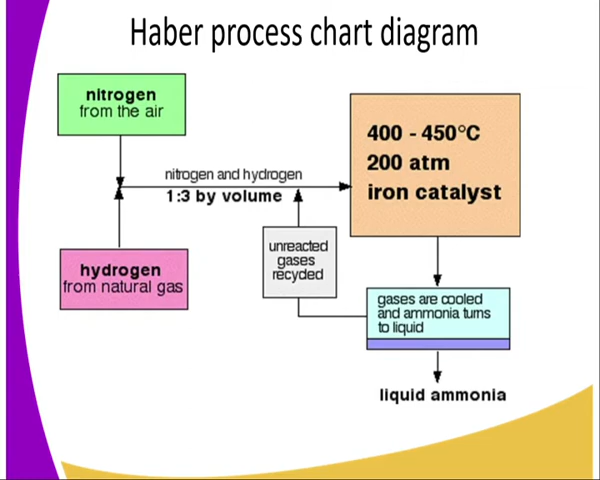 Haber process chart diagram
nitrogen
from the air
nitrogen and hydrogen
1:3 by volume
400 - 450°C
200 atm
iron catalyst
hydrogen
from natural gas
unreacted
gases
recycled
gases are cooled
and ammonia turns
to liquid
liquid ammonia